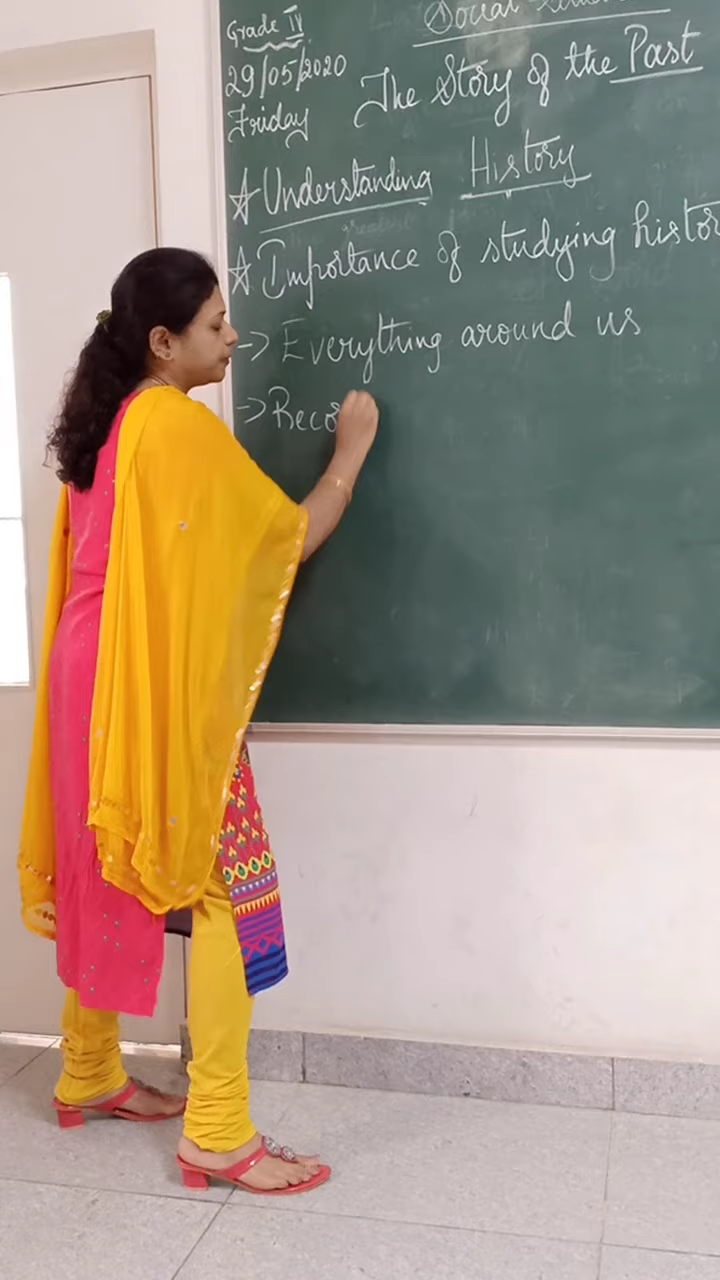 Grade IV
Social
29/05/2020
The Story of the Past
Friday
☆ Understanding History
☆ Importance of studying histor
-> Everything around us
-> Reco